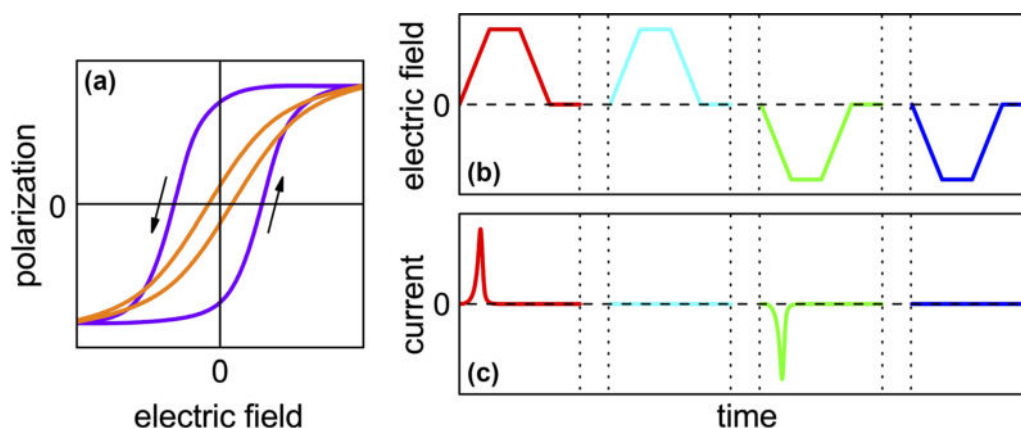 (a)
polarization
0
0
electric field
electric field
0
(b)
current
0
(c)
time